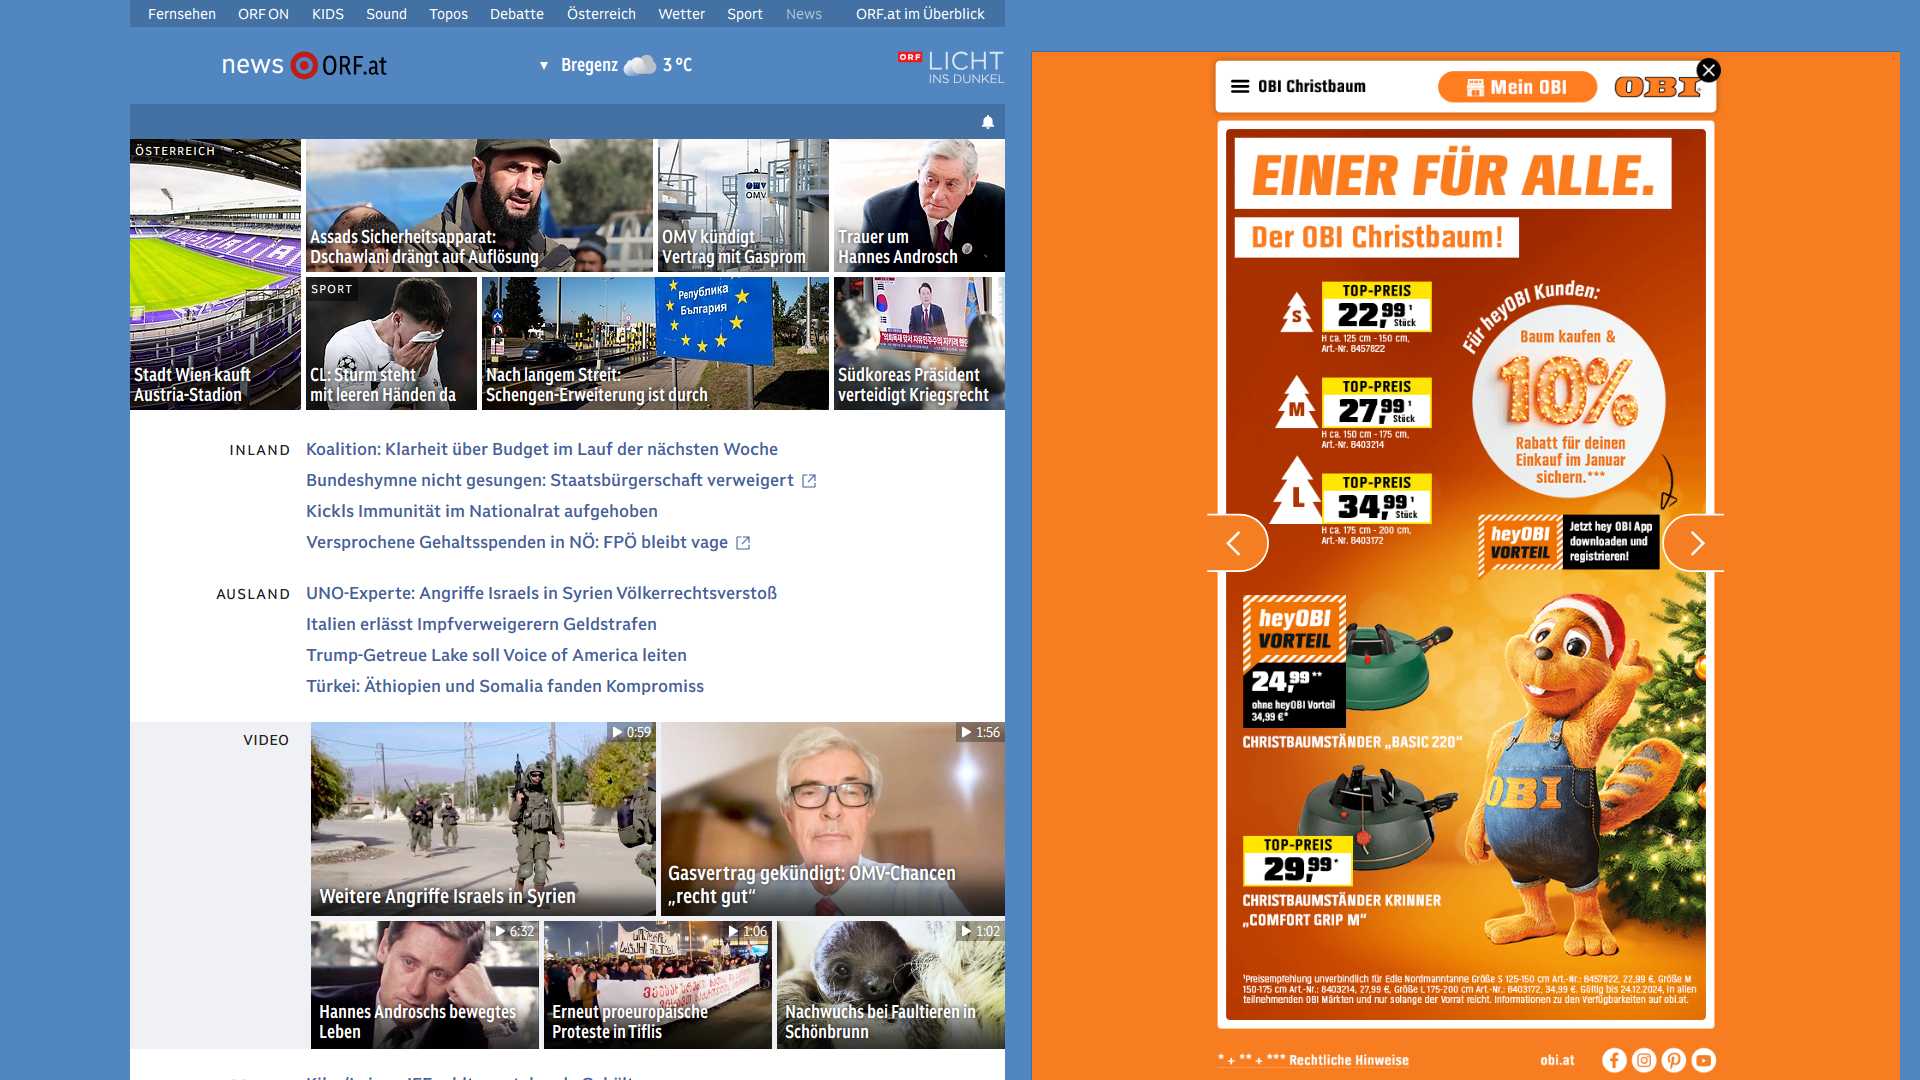 Fernsehen ORF ON KIDS Sound Topos Debatte Österreich Wetter Sport News ORF.at im Überblick
news ORF.at
Bregenz 3 °C
ORF LICHT
INS DUNKEL
ÖSTERREICH
Stadt Wien kauft
Austria-Stadion
Assads Sicherheitsapparat:
Dschawlani drängt auf Auflösung
OMV
OMV kündigt
Vertrag mit Gasprom
Trauer um
Hannes Androsch
SPORT
CL: Sturm steht
mit leeren Händen da
Република
България
Nach langem Streit:
Schengen-Erweiterung ist durch
Südkoreas Präsident
verteidigt Kriegsrecht
INLAND
Koalition: Klarheit über Budget im Lauf der nächsten Woche
Bundeshymne nicht gesungen: Staatsbürgerschaft verweigert
Kickls Immunität im Nationalrat aufgehoben
Versprochene Gehaltsspenden in NÖ: FPÖ bleibt vage
AUSLAND
UNO-Experte: Angriffe Israels in Syrien Völkerrechtsverstoß
Italien erlässt Impfverweigerern Geldstrafen
Trump-Getreue Lake soll Voice of America leiten
Türkei: Äthiopien und Somalia fanden Kompromiss
VIDEO
0:59
Weitere Angriffe Israels in Syrien
1:56
Gasvertrag gekündigt: OMV-Chancen
„recht gut“
6:32
Hannes Androschs bewegtes
Leben
1:06
Erneut proeuropäische
Proteste in Tiflis
1:02
Nachwuchs bei Faultieren in
Schönbrunn
OBI Christbaum
Mein OBI
OBI
EINER FÜR ALLE.
Der OBI Christbaum!
S
TOP-PREIS
22,99¹
Stück
H ca. 125 cm - 150 cm,
Art.-Nr. 8457822
M
TOP-PREIS
27,99¹
Stück
H ca. 150 cm - 175 cm,
Art.-Nr. 8403214
L
TOP-PREIS
34,99¹
Stück
H ca. 175 cm - 200 cm,
Art.-Nr. 8403172
Für heyOBI Kunden:
Baum kaufen &
10%
Rabatt für deinen
Einkauf im Januar
sichern.***
heyOBI
VORTEIL
Jetzt hey OBI App
downloaden und
registrieren!
heyOBI
VORTEIL
24,99**
ohne heyOBI Vorteil
34,99 €*
CHRISTBAUMSTÄNDER „BASIC 220“
OBI
TOP-PREIS
29,99*
CHRISTBAUMSTÄNDER KRINNER
„COMFORT GRIP M“
¹Preisempfehlung unverbindlich für Edle Nordmanntanne Größe S 125-150 cm Art.-Nr.: 8457822, 22,99 €, Größe M
150-175 cm Art.-Nr.: 8403214, 27,99 €, Größe L 175-200 cm Art.-Nr.: 8403172, 34,99 €. Gültig bis 24.12.2024, in allen
teilnehmenden OBI Märkten und nur solange der Vorrat reicht. Informationen zu den Verfügbarkeiten auf obi.at.
* + ** + *** Rechtliche Hinweise
obi.at